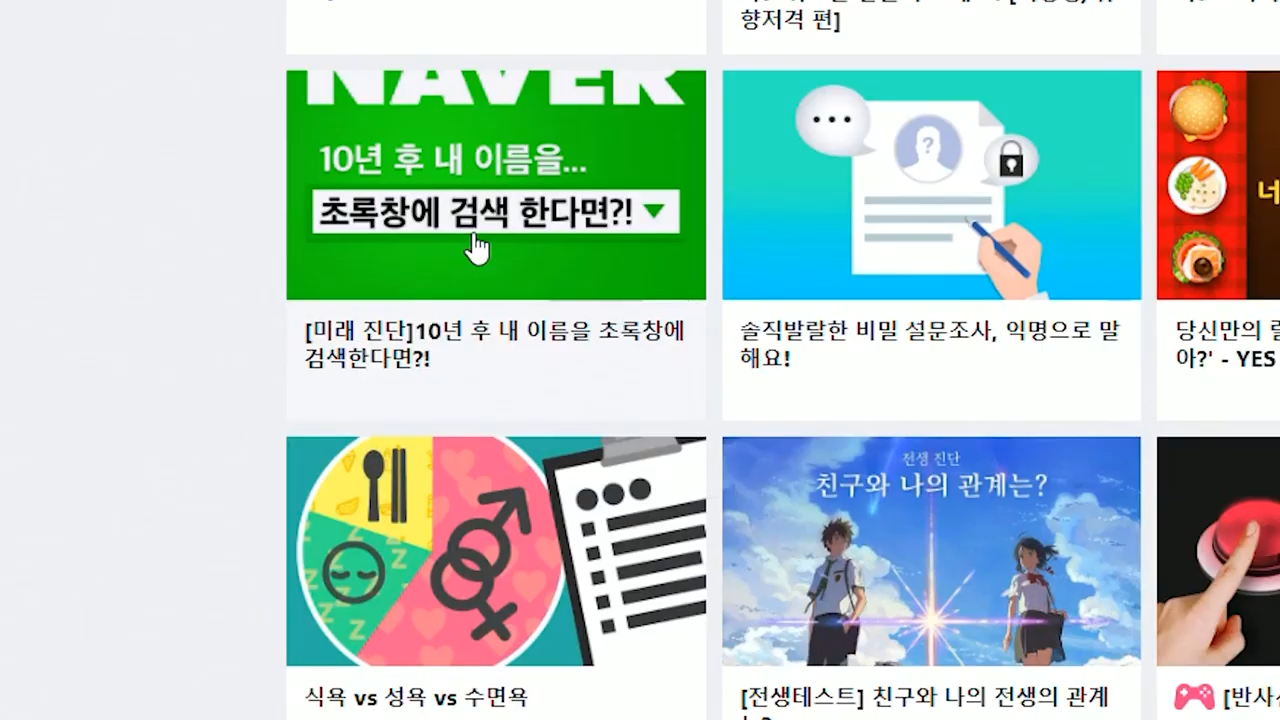 향저격 편]
NAVER
10년 후 내 이름을...
초록창에 검색 한다면?!
[미래 진단]10년 후 내 이름을 초록창에
검색한다면?!
솔직발랄한 비밀 설문조사, 익명으로 말
해요!
너
당신만의
아?' - YES
전생 진단
친구와 나의 관계는?
식욕 vs 성욕 vs 수면욕
[전생테스트] 친구와 나의 전생의 관계
[반사